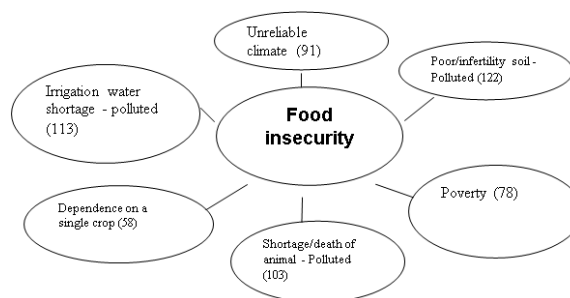 Unreliable
climate (91)
Poor/infertility soil -
Polluted (122)
Irrigation water
shortage - polluted
(113)
Food
insecurity
Poverty (78)
Dependence on a
single crop (58)
Shortage/death of
animal - Polluted
(103)